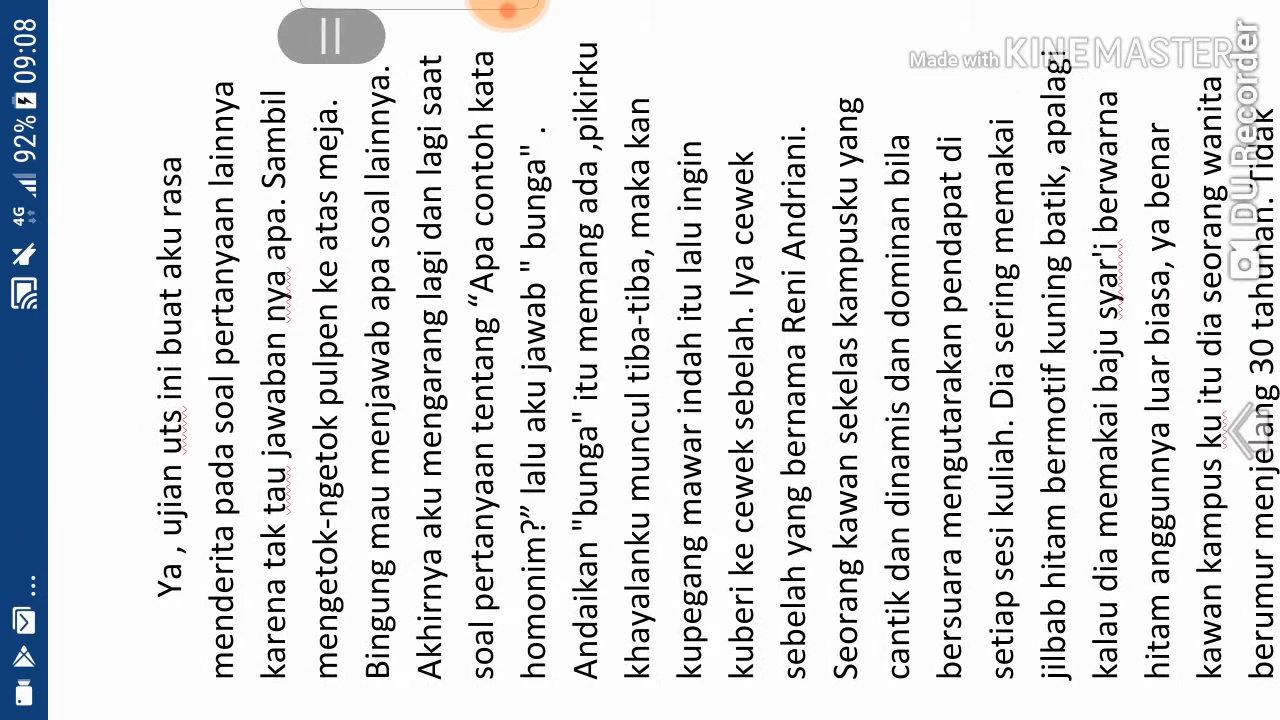 4G 92% 09:08
Made with KINEMASTER
DU Recorder
Ya , ujian uts ini buat aku rasa
menderita pada soal pertanyaan lainnya
karena tak tau jawaban nya apa. Sambil
mengetok-ngetok pulpen ke atas meja.
Bingung mau menjawab apa soal lainnya.
Akhirnya aku mengarang lagi dan lagi saat
soal pertanyaan tentang “Apa contoh kata
homonim?” lalu aku jawab " bunga" .
Andaikan "bunga" itu memang ada ,pikirku
khayalanku muncul tiba-tiba, maka kan
kupegang mawar indah itu lalu ingin
kuberi ke cewek sebelah. Iya cewek
sebelah yang bernama Reni Andriani.
Seorang kawan sekelas kampusku yang
cantik dan dinamis dan dominan bila
bersuara mengutarakan pendapat di
setiap sesi kuliah. Dia sering memakai
jilbab hitam bermotif kuning batik, apalagi
kalau dia memakai baju syar'i berwarna
hitam anggunnya luar biasa, ya benar
kawan kampus ku itu dia seorang wanita
berumur menjelang 30 tahunan. Tidak